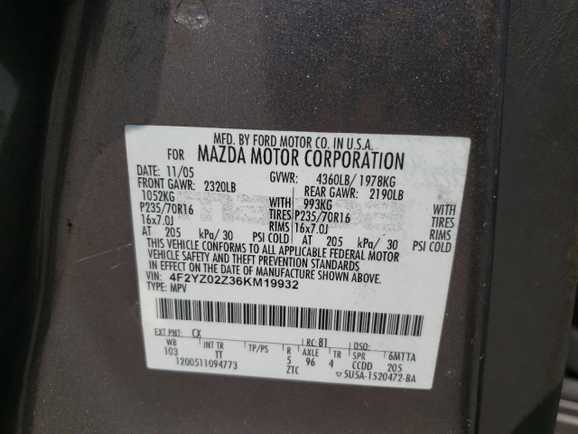 MFD. BY FORD MOTOR CO. IN U.S.A.
FOR MAZDA MOTOR CORPORATION
DATE: 11/05 GVWR: 4360LB/1978KG
FRONT GAWR: 2320LB REAR GAWR: 2190LB
1052KG WITH 993KG WITH
P235/70R16 TIRES P235/70R16 TIRES
16x7.0J RIMS 16x7.0J RIMS
AT 205 kPa/30 PSI COLD AT 205 kPa/30 PSI COLD
THIS VEHICLE CONFORMS TO ALL APPLICABLE FEDERAL MOTOR
VEHICLE SAFETY AND THEFT PREVENTION STANDARDS
IN EFFECT ON THE DATE OF MANUFACTURE SHOWN ABOVE.
VIN: 4F2YZ02Z36KM19932
TYPE: MPV
EXT PNT: CX RC: 81 DSO:
WB INT TR TP/PS R AXLE TR SPR 6MTTA
103 TT 5 96 4 CCDD 205
1200511094773 ZTC 5U5A-1520472-BA